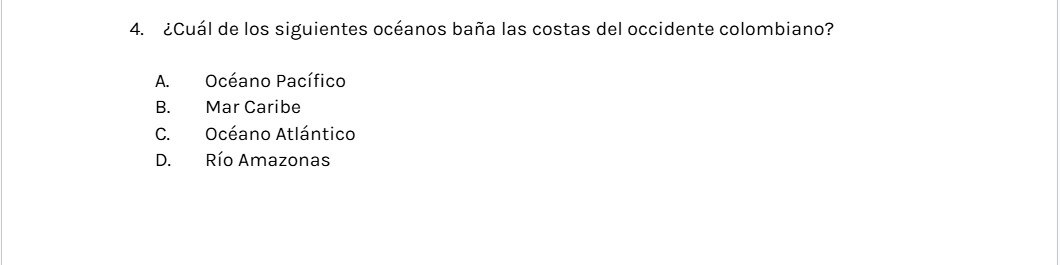 4. ¿Cuál de los siguientes océanos baña las costas del occidente colombiano?
A. Océano Pacífico
B. Mar Caribe
C. Océano Atlántico
D. Río Amazonas